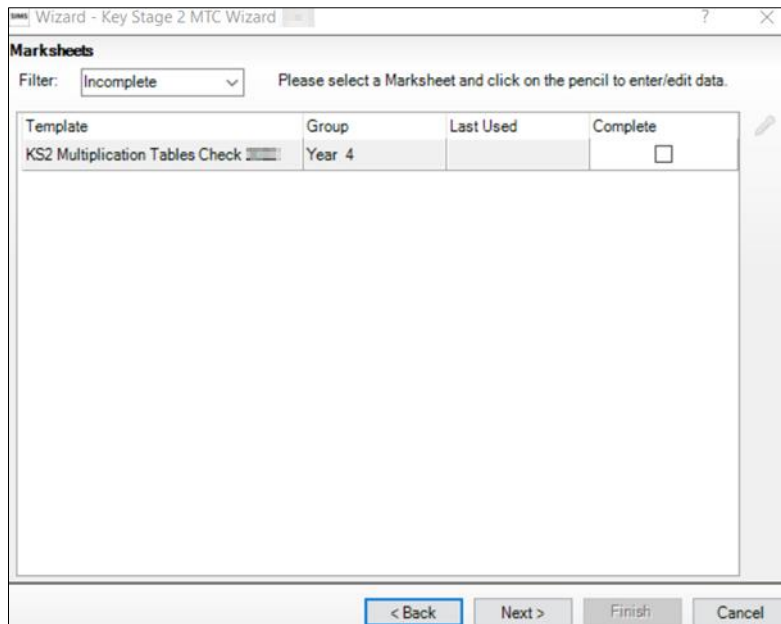 SIMS Wizard - Key Stage 2 MTC Wizard ?
Marksheets
Filter: Incomplete Please select a Marksheet and click on the pencil to enter/edit data.
Template Group Last Used Complete
KS2 Multiplication Tables Check Year 4
< Back Next > Finish Cancel